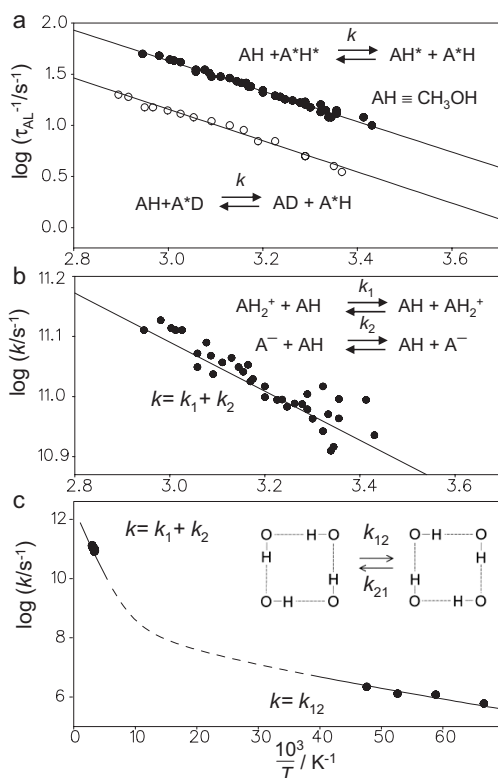 a
AH +A*H* k AH* + A*H
AH ≡ CH₃OH
AH+A*D k AD + A*H
log (τ_AL⁻¹/s⁻¹)
2.0
1.5
1.0
0.5
0.0
2.8 3.0 3.2 3.4 3.6
b
AH₂⁺ + AH k₁ AH + AH₂⁺
A⁻ + AH k₂ AH + A⁻
k= k₁ + k₂
log (k/s⁻¹)
11.2
11.1
11.0
10.9
2.8 3.0 3.2 3.4 3.6
c
k= k₁ + k₂
O H O O H O
k₁₂
H H
k₂₁
H H
O H O O H O
k= k₁₂
log (k/s⁻¹)
12
10
8
6
0 10 20 30 40 50 60
10³/T / K⁻¹